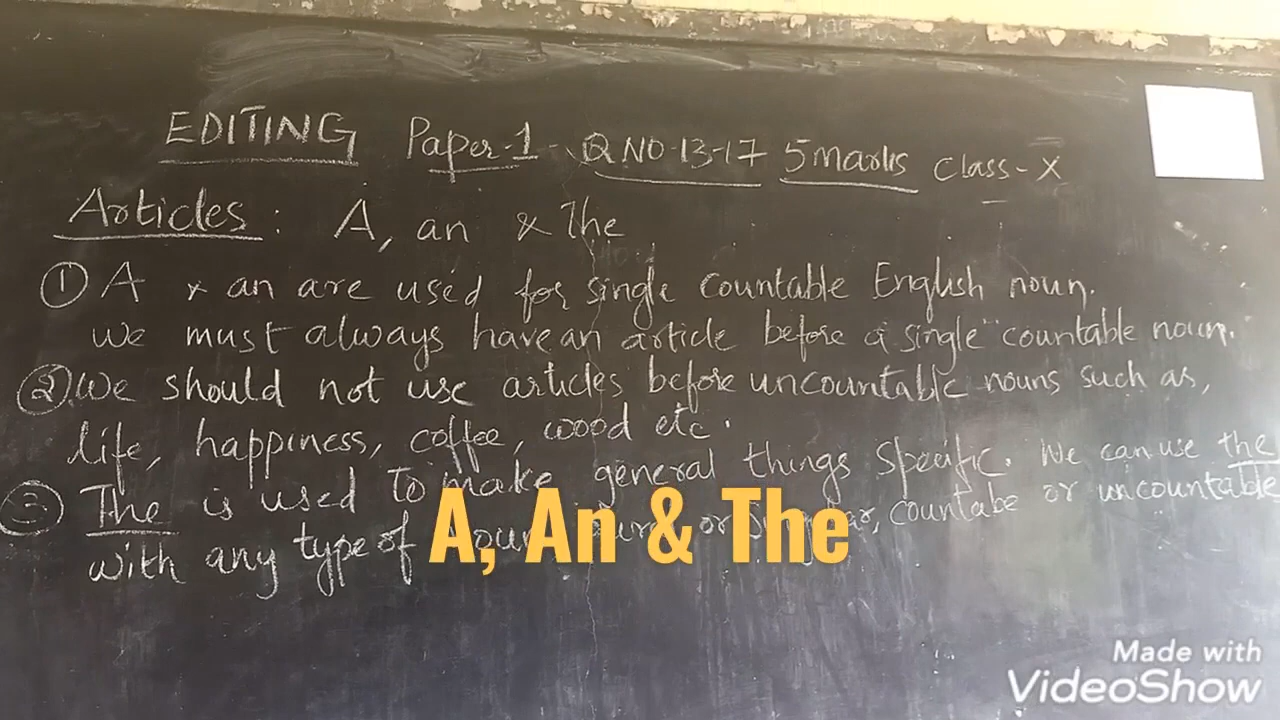 EDITING Paper-1 - Q NO-13-17 5 marks class-X
Articles: A, an & The
① A & an are used for single countable English noun.
we must always have an article before a single countable noun.
② We should not use articles before uncountable nouns such as,
life, happiness, coffee, wood etc.
③ The is used to make general things specific. We can use the
with any type of countabe or uncountable
A, An & The
Made with
VideoShow